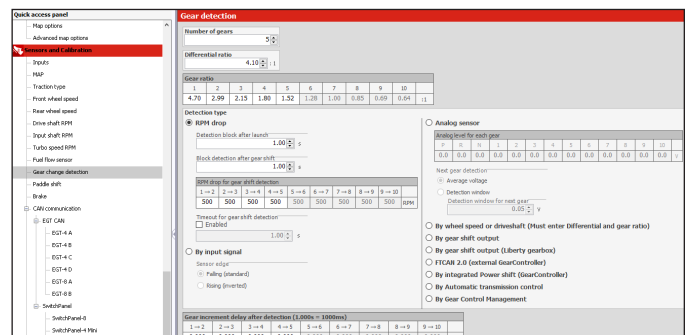 Quick access panel
Map options
Advanced map options
Sensors and Calibration
Inputs
MAP
Traction type
Front wheel speed
Rear wheel speed
Drive shaft RPM
Input shaft RPM
Turbo speed RPM
Fuel flow sensor
Gear change detection
Paddle shift
Brake
CAN communication
EGT CAN
EGT-4 A
EGT-4 B
EGT-4 C
EGT-4 D
EGT-8 A
EGT-8 B
SwitchPanel
SwitchPanel-8
SwitchPanel-4 Mini
Gear detection
Number of gears
5
Differential ratio
4.10 : 1
Gear ratio
1 2 3 4 5 6 7 8 9 10
4.70 2.99 2.15 1.80 1.52 1.28 1.00 0.85 0.69 0.64 :1
Detection type
RPM drop
Detection block after launch
1.00 s
Block detection after gear shift
1.00 s
RPM drop for gear shift detection
1→2 2→3 3→4 4→5 5→6 6→7 7→8 8→9 9→10
500 500 500 500 500 500 500 500 500 RPM
Timeout for gear shift detection
Enabled
1.00 s
By input signal
Sensor edge
Falling (standard)
Rising (inverted)
Analog sensor
Analog level for each gear
P R N 1 2 3 4 5 6 7 8 9 10
0.0 0.0 0.0 0.0 0.0 0.0 0.0 0.0 0.0 0.0 0.0 0.0 0.0 V
Next gear detection
Average voltage
Detection window
Detection window for next gear
0.05 V
By wheel speed or driveshaft (Must enter Differential and gear ratio)
By gear shift output
By gear shift output (Liberty gearbox)
FTCAN 2.0 (external GearController)
By integrated Power shift (GearController)
By Automatic transmission control
By Gear Control Management
Gear increment delay after detection (1.000s = 1000ms)
1→2 2→3 3→4 4→5 5→6 6→7 7→8 8→9 9→10